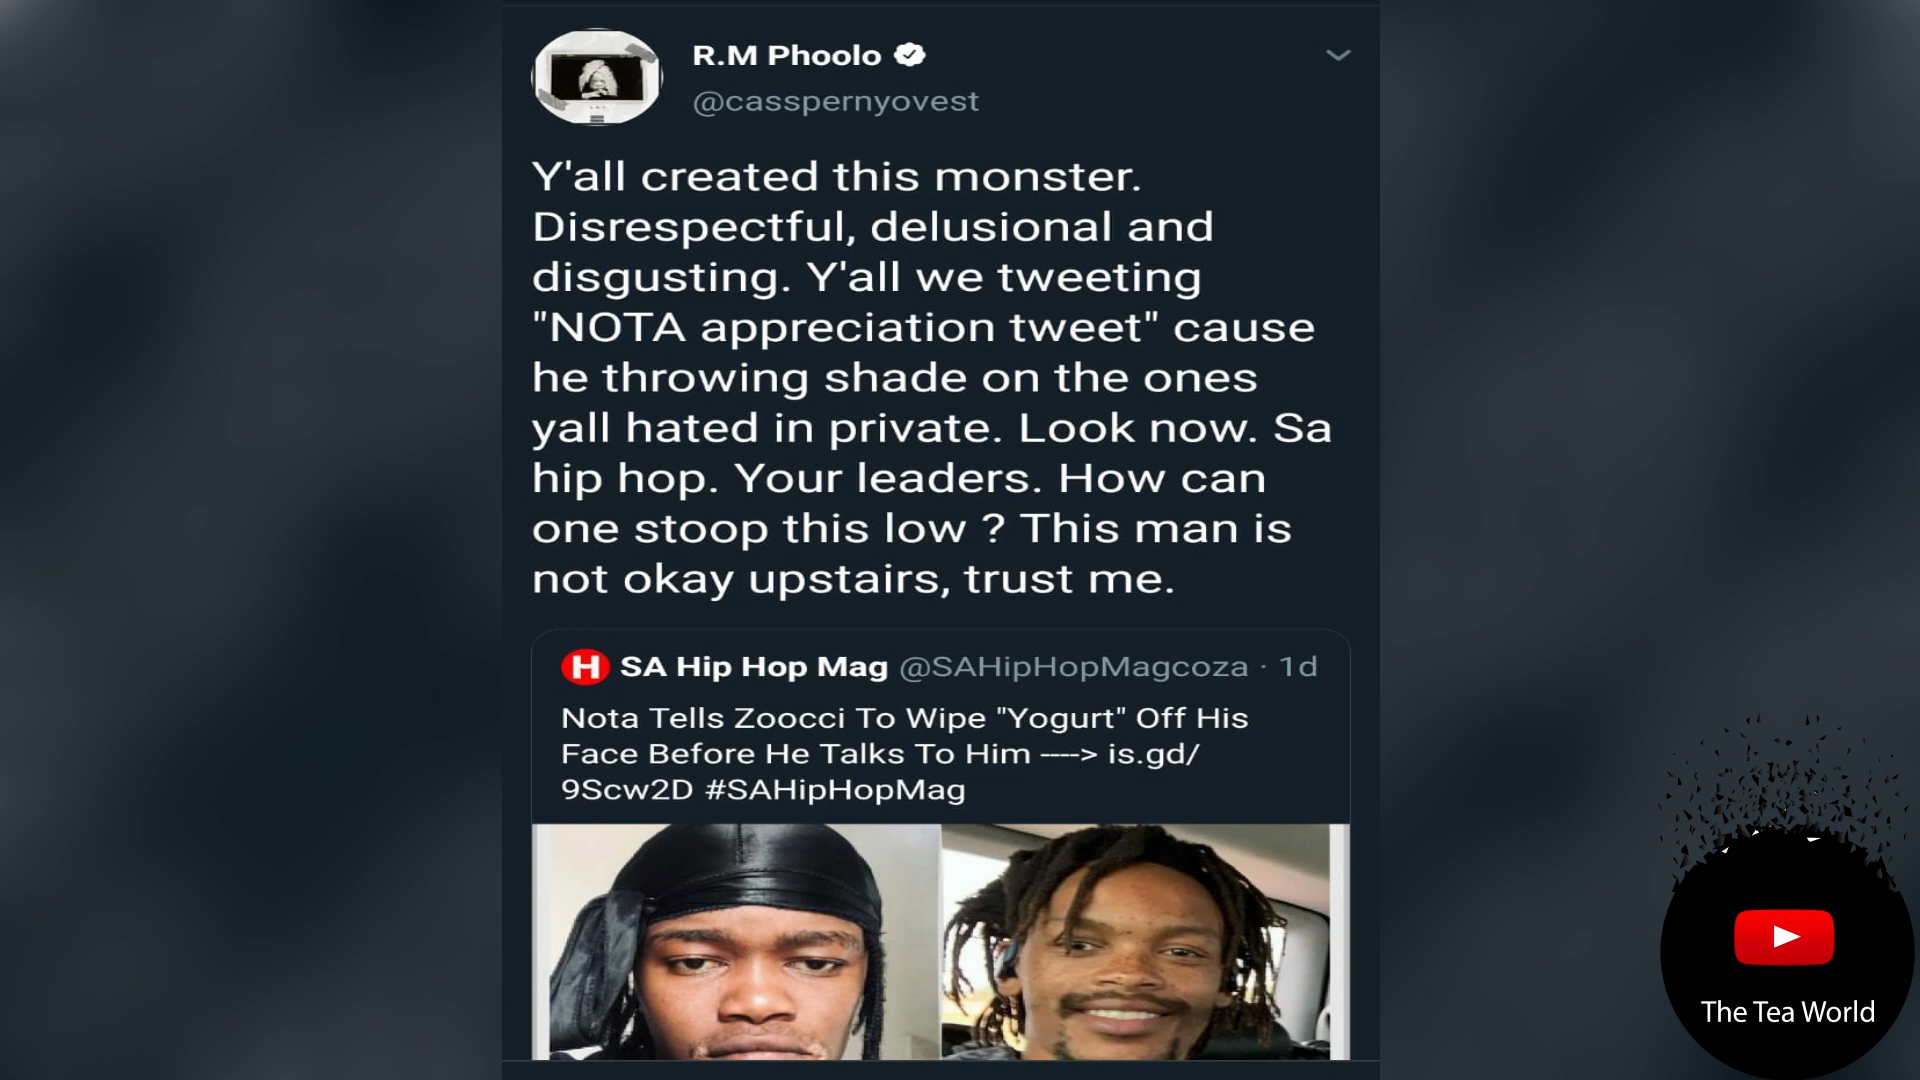 R.M Phoolo
@casspernyovest
Y'all created this monster.
Disrespectful, delusional and
disgusting. Y'all we tweeting
"NOTA appreciation tweet" cause
he throwing shade on the ones
yall hated in private. Look now. Sa
hip hop. Your leaders. How can
one stoop this low ? This man is
not okay upstairs, trust me.
H SA Hip Hop Mag @SAHipHopMagcoza · 1d
Nota Tells Zoocci To Wipe "Yogurt" Off His
Face Before He Talks To Him ----> is.gd/
9Scw2D #SAHipHopMag
The Tea World